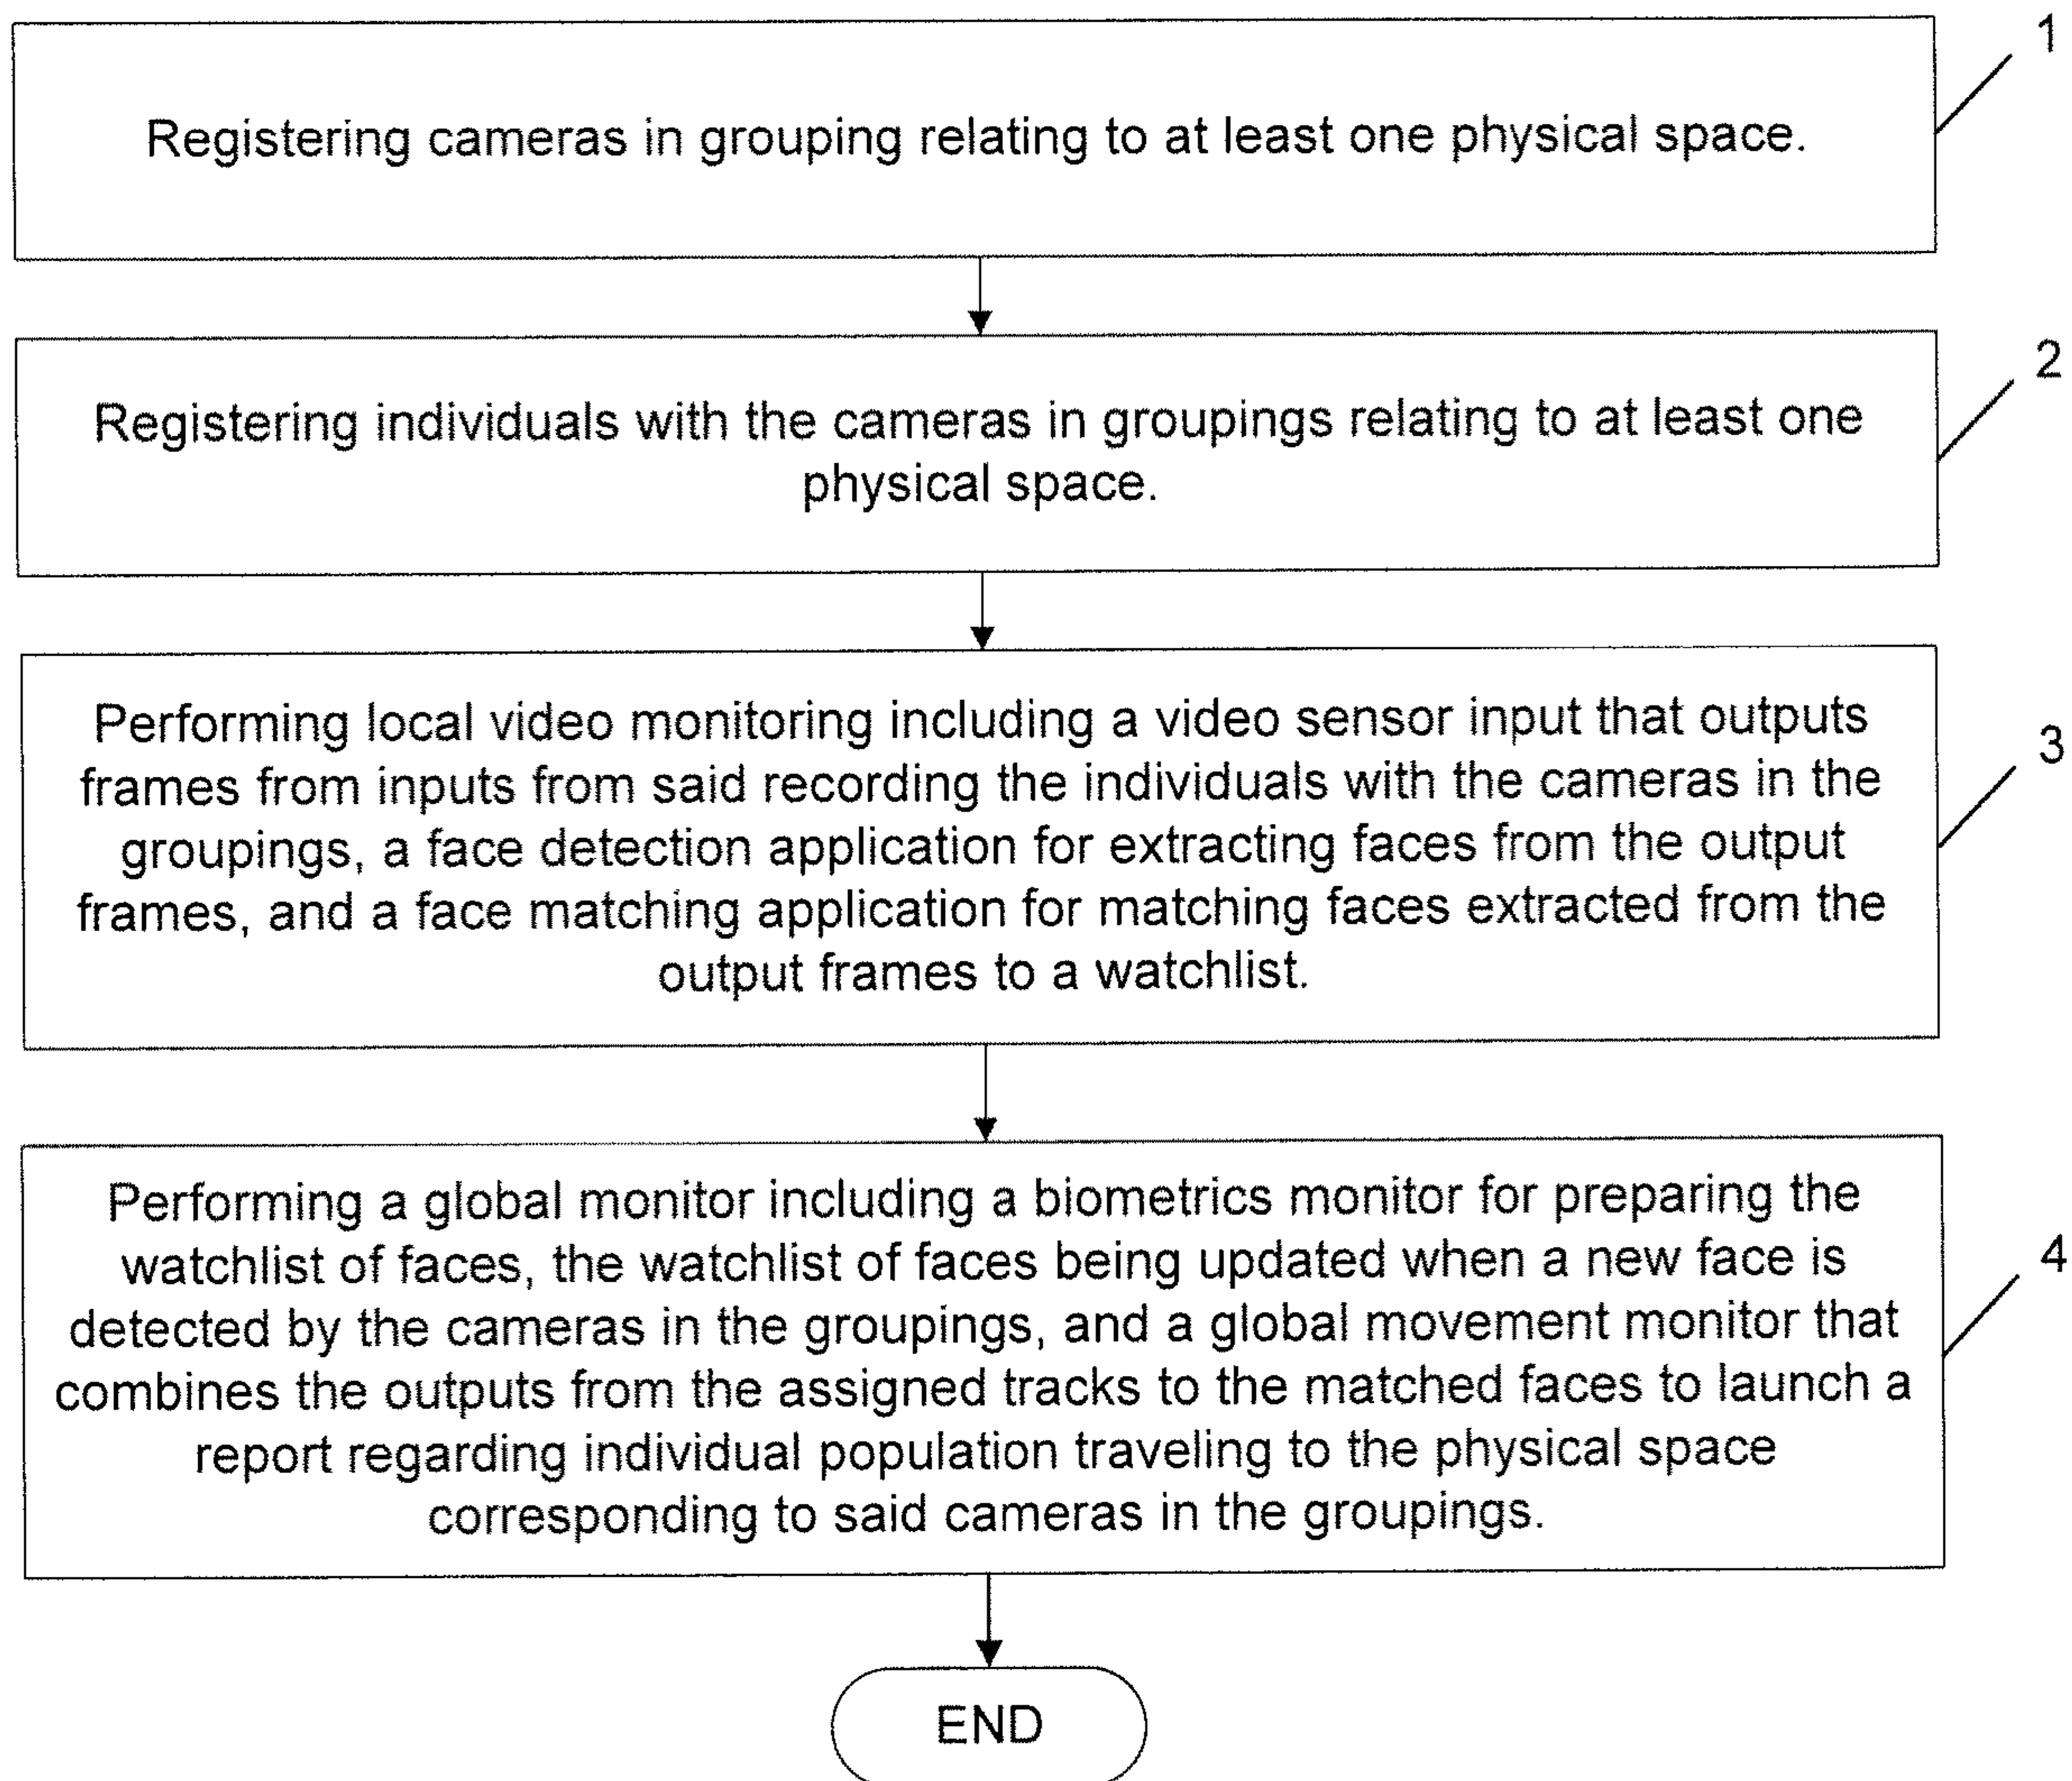 1
Registering cameras in grouping relating to at least one physical space.
2
Registering individuals with the cameras in groupings relating to at least one
physical space.
3
Performing local video monitoring including a video sensor input that outputs
frames from inputs from said recording the individuals with the cameras in the
groupings, a face detection application for extracting faces from the output
frames, and a face matching application for matching faces extracted from the
output frames to a watchlist.
4
Performing a global monitor including a biometrics monitor for preparing the
watchlist of faces, the watchlist of faces being updated when a new face is
detected by the cameras in the groupings, and a global movement monitor that
combines the outputs from the assigned tracks to the matched faces to launch a
report regarding individual population traveling to the physical space
corresponding to said cameras in the groupings.
END